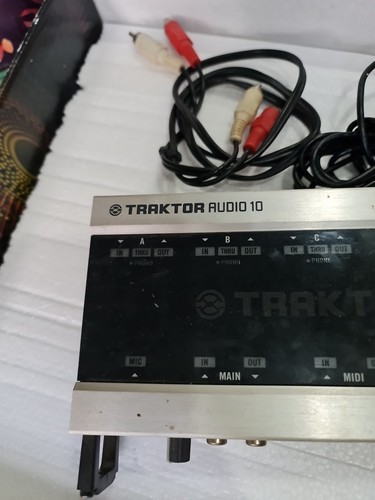 TRAKTOR AUDIO 10
A B C
IN THRU OUT IN THRU OUT IN THRU OUT
PHONO PHONO PHONO
TRAKT
MIC IN OUT IN
MAIN MIDI